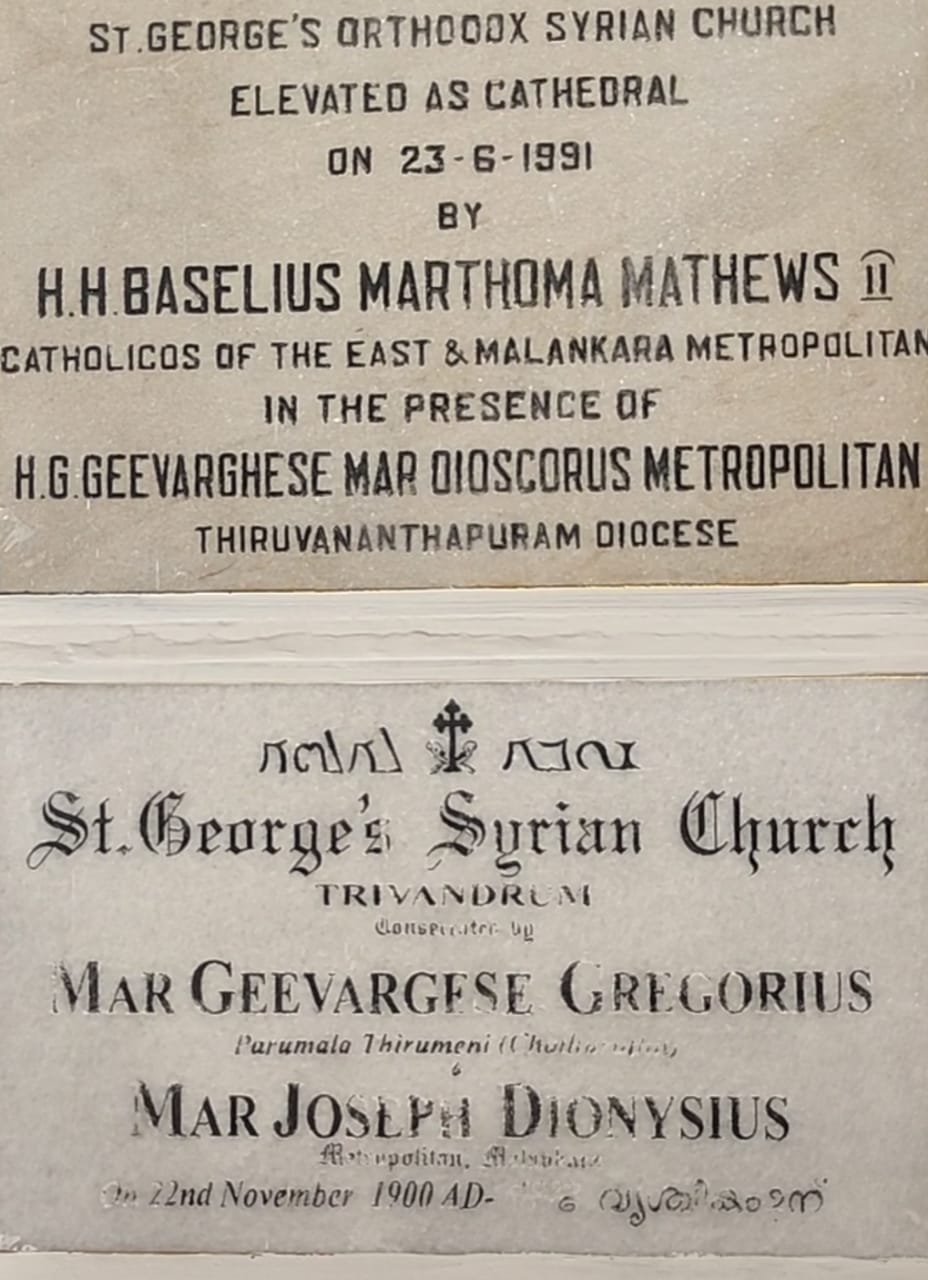 ST.GEORGE'S ORTHODOX SYRIAN CHURCH
ELEVATED AS CATHEDRAL
ON 23-6-1991
BY
H.H.BASELIUS MARTHOMA MATHEWS II
CATHOLICOS OF THE EAST & MALANKARA METROPOLITAN
IN THE PRESENCE OF
H.G.GEEVARGHESE MAR DIOSCORUS METROPOLITAN
THIRUVANANTHAPURAM DIOCESE
St.George's Syrian Church
TRIVANDRUM
by
MAR GEEVARGESE GREGORIUS
Parumala Thirumeni
&
MAR JOSEPH DIONYSIUS
Metropolitan,
On 22nd November 1900 AD-